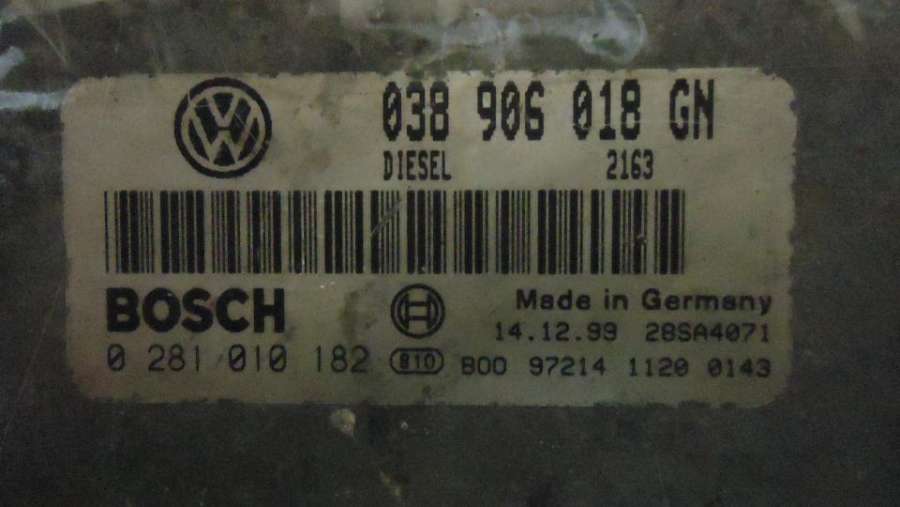 038 906 018 GN
DIESEL 2163
BOSCH
Made in Germany
14.12.99 28SA4071
0 281 010 182 810 B00 97214 1120 0143